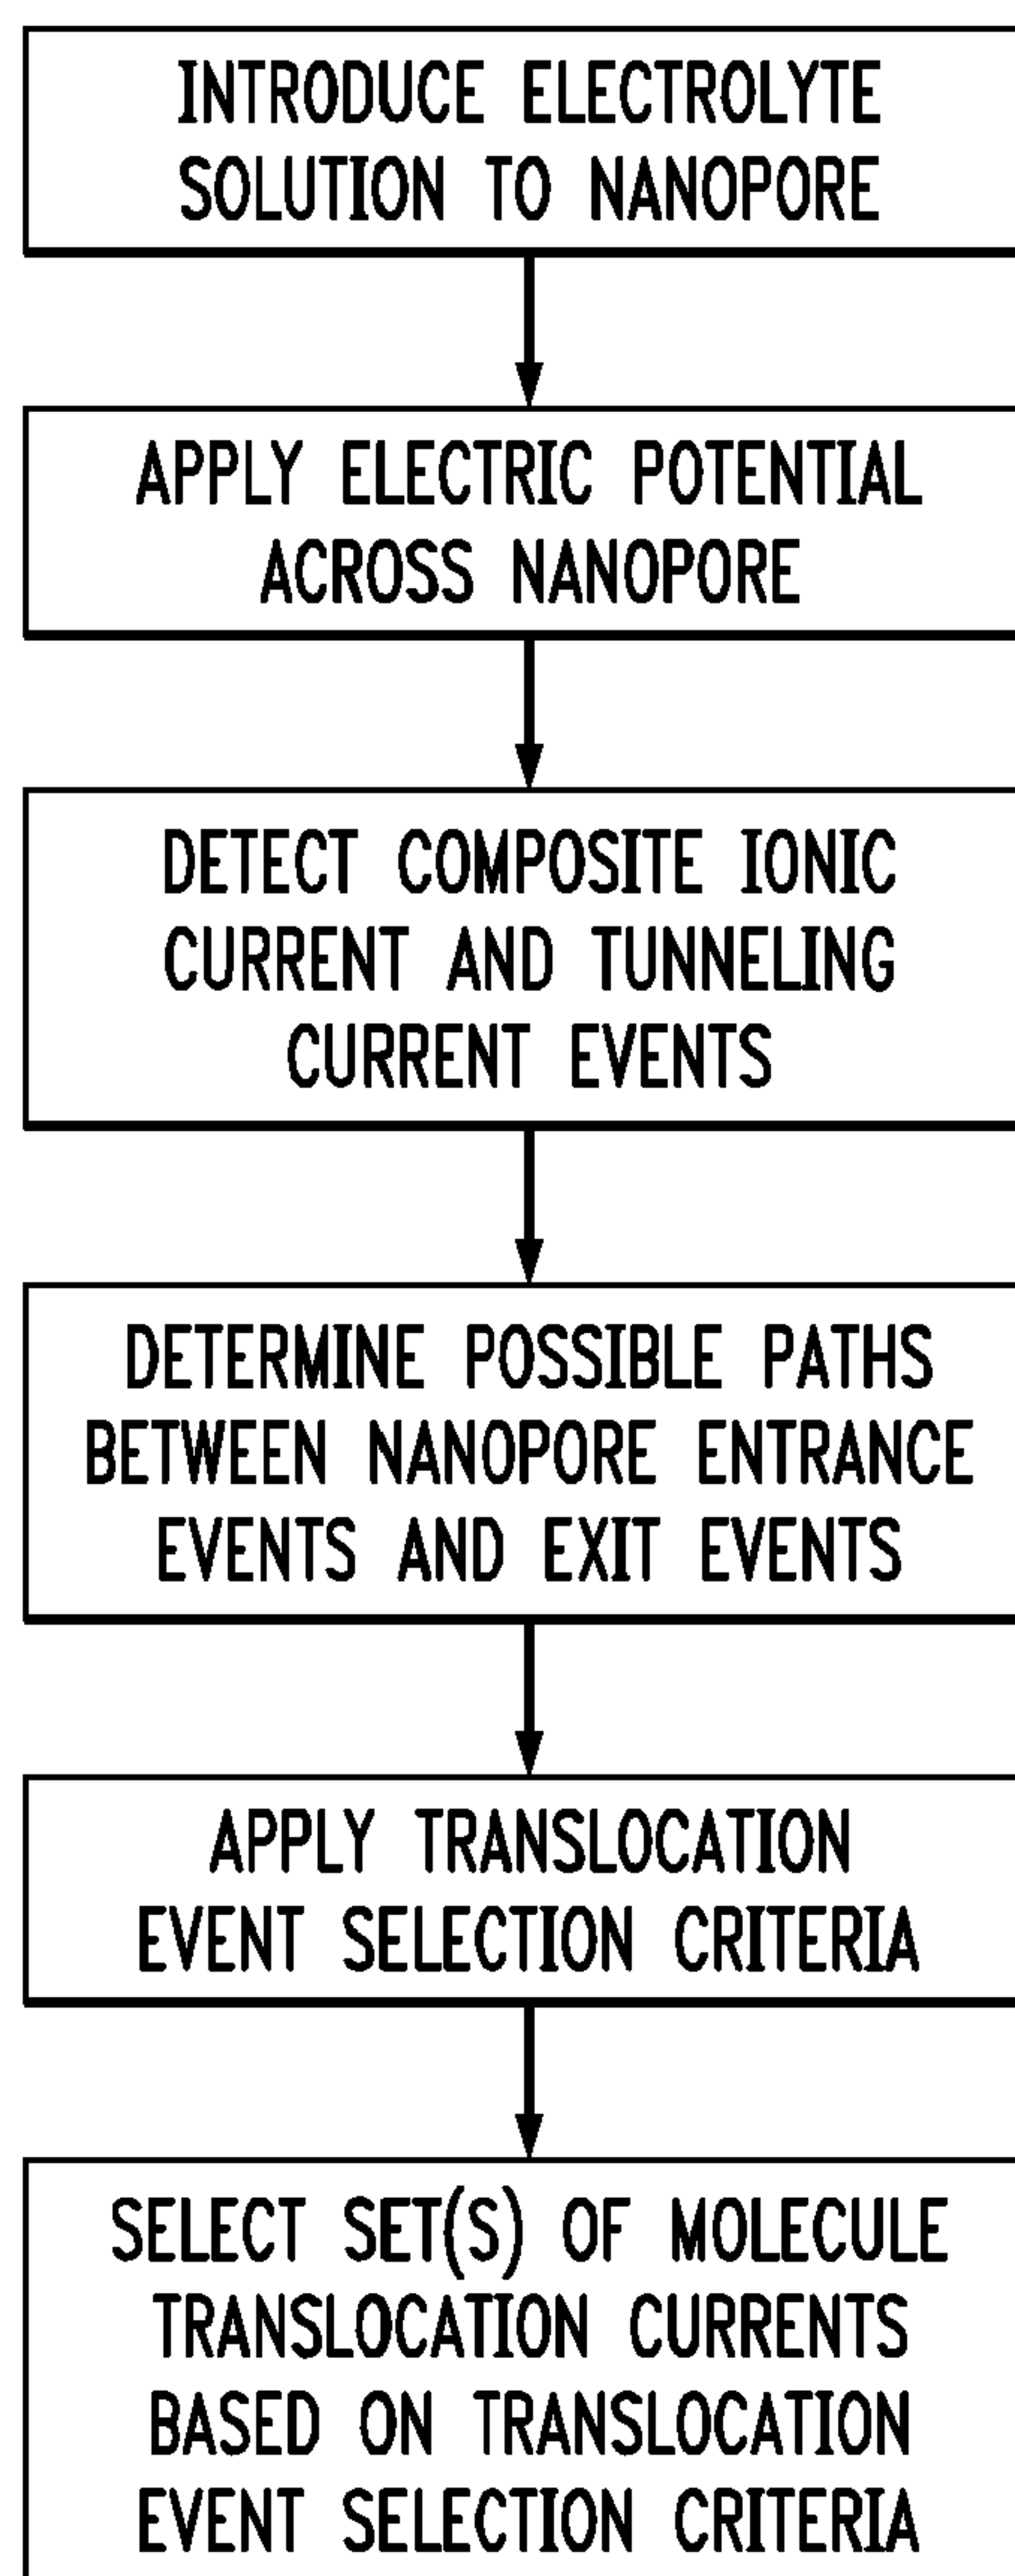 INTRODUCE ELECTROLYTE
SOLUTION TO NANOPORE
APPLY ELECTRIC POTENTIAL
ACROSS NANOPORE
DETECT COMPOSITE IONIC
CURRENT AND TUNNELING
CURRENT EVENTS
DETERMINE POSSIBLE PATHS
BETWEEN NANOPORE ENTRANCE
EVENTS AND EXIT EVENTS
APPLY TRANSLOCATION
EVENT SELECTION CRITERIA
SELECT SET(S) OF MOLECULE
TRANSLOCATION CURRENTS
BASED ON TRANSLOCATION
EVENT SELECTION CRITERIA